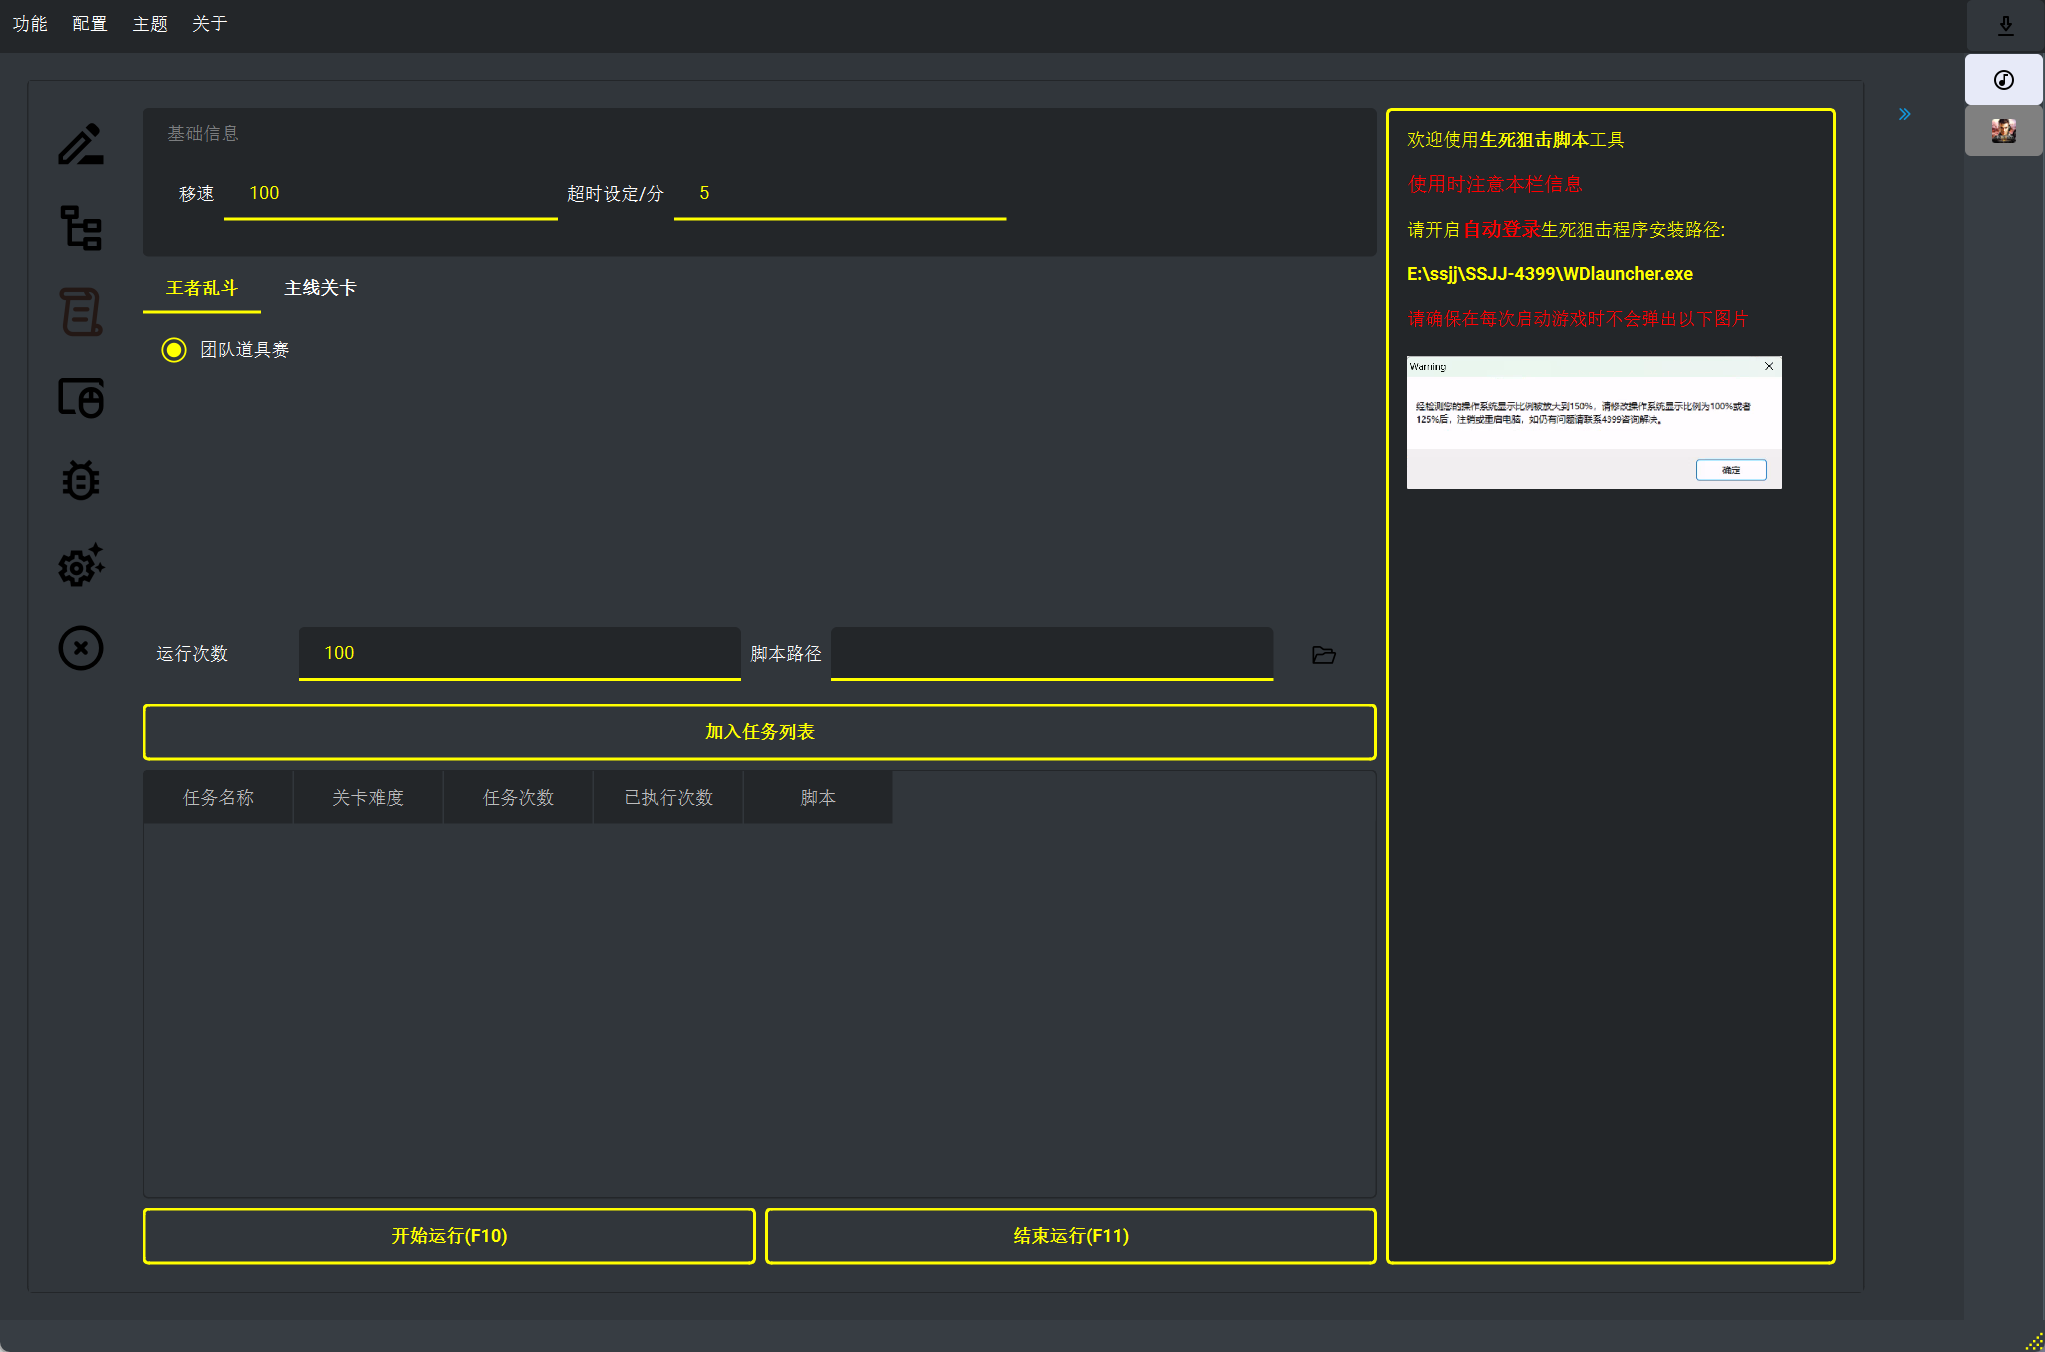 功能 配置 主题 关于
基础信息
移速 100 超时设定/分 5
王者乱斗 主线关卡
团队道具赛
运行次数 100 脚本路径
加入任务列表
任务名称 关卡难度 任务次数 已执行次数 脚本
开始运行(F10) 结束运行(F11)
欢迎使用生死狙击脚本工具
使用时注意本栏信息
请开启自动登录生死狙击程序安装路径:
E:\ssjj\SSJJ-4399\WDlauncher.exe
请确保在每次启动游戏时不会弹出以下图片
Warning
经检测您的操作系统显示比例被放大到150%，请修改操作系统显示比例为100%或者
125%后，注销或重启电脑，如仍有问题请联系4399咨询解决。
确定